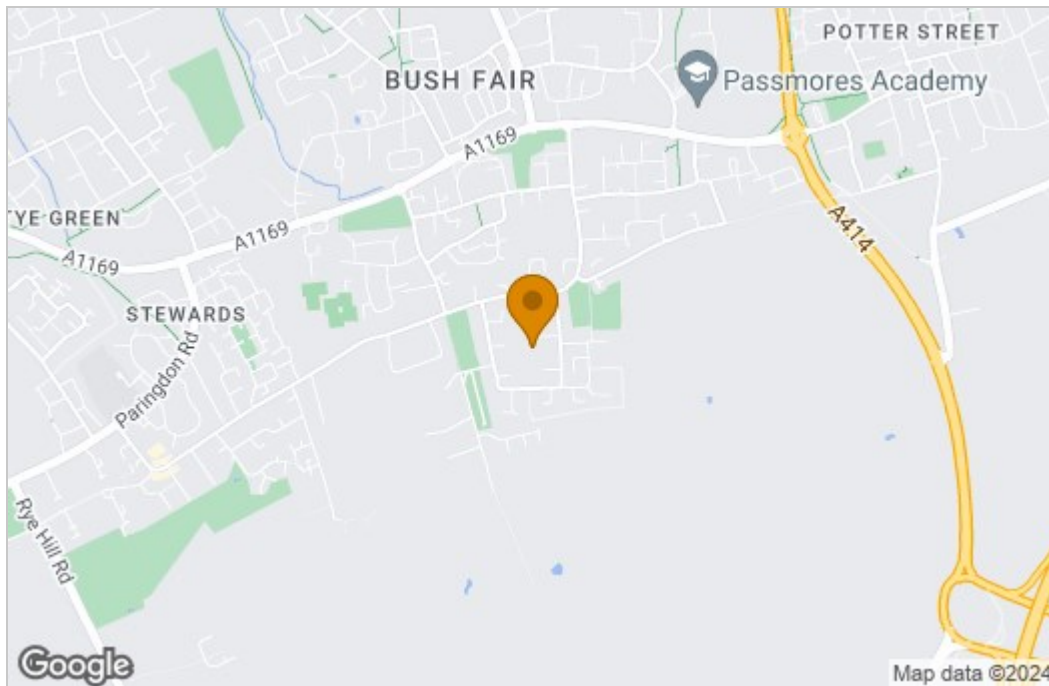 POTTER STREET
BUSH FAIR
Passmores Academy
A1169
TYE GREEN
A1169
A1169
A414
STEWARDS
Paringdon Rd
Rye Hill Rd
Google
Map data ©2024